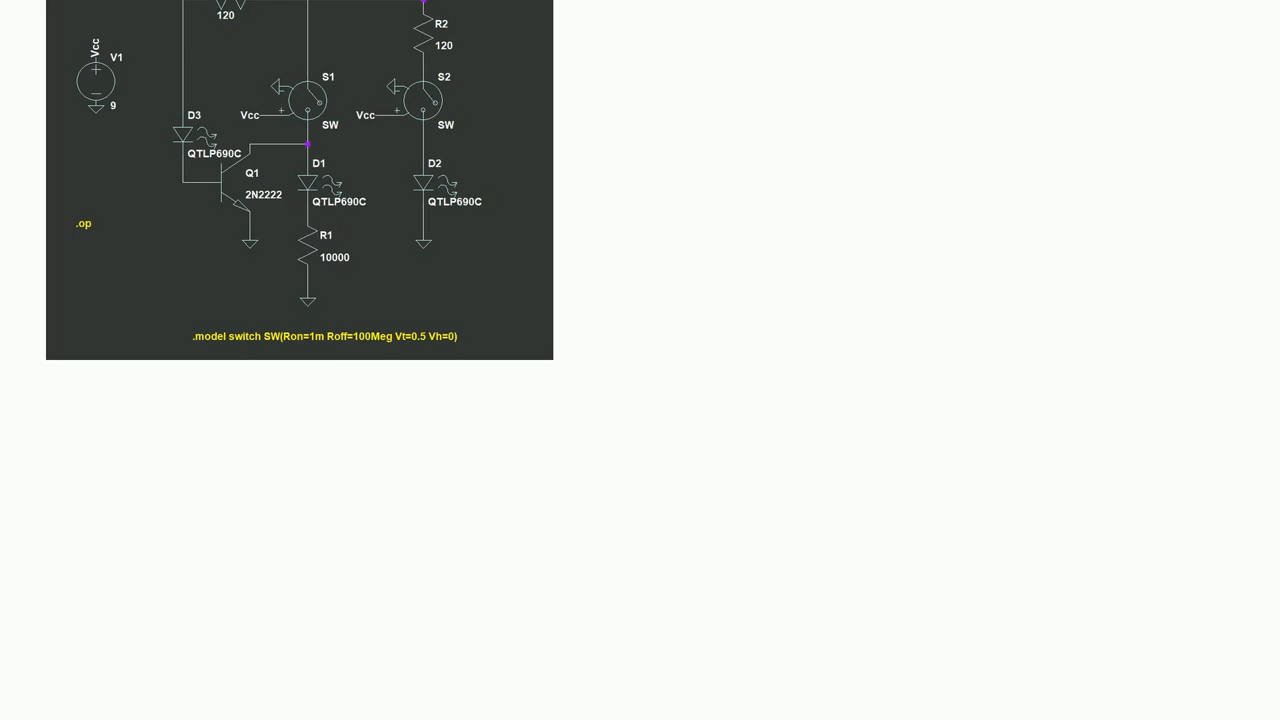 120
R2
120
Vcc
V1
9
S1
Vcc
+
SW
S2
Vcc
+
SW
D3
QTLP690C
Q1
2N2222
D1
QTLP690C
D2
QTLP690C
R1
10000
.op
.model switch SW(Ron=1m Roff=100Meg Vt=0.5 Vh=0)